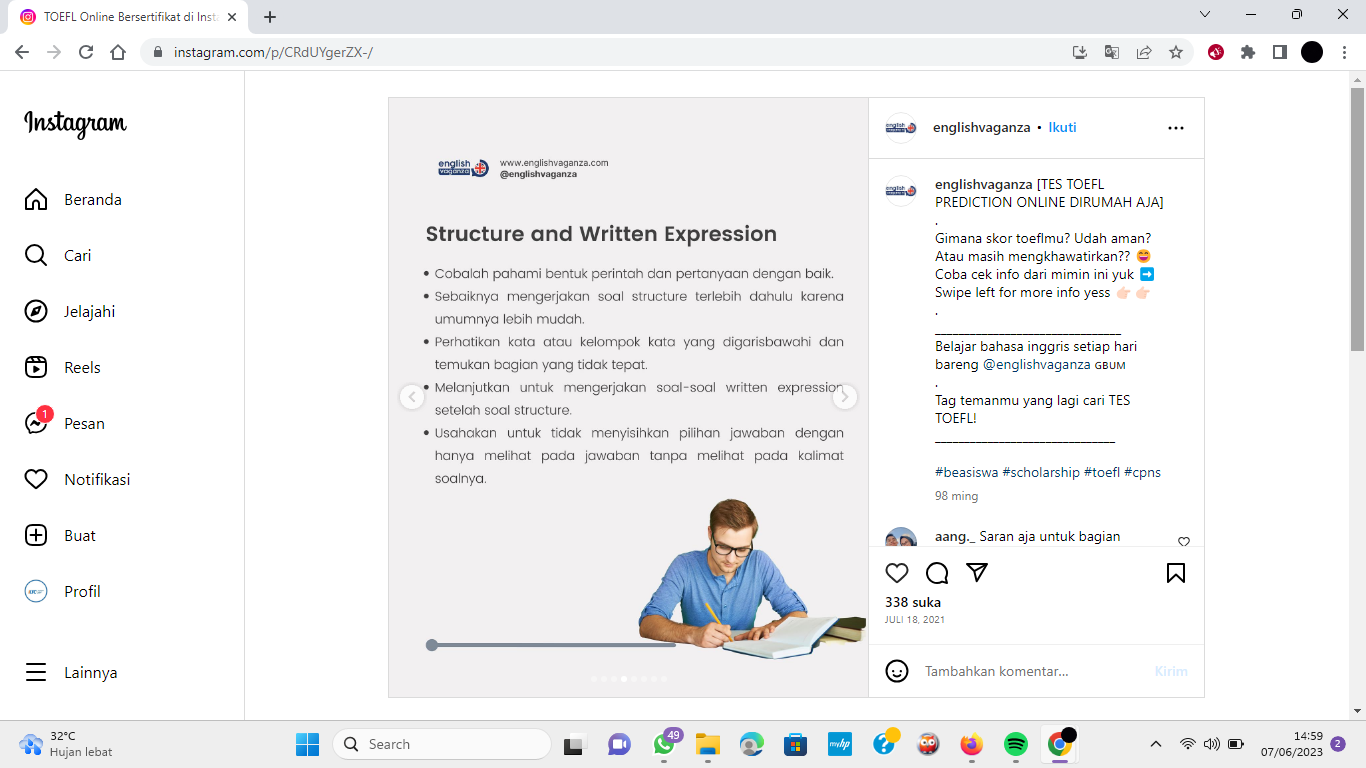 TOEFL Online Bersertifikat di Inst
instagram.com/p/CRdUYgerZX-/
Instagram
Beranda
Cari
Jelajahi
Reels
1
Pesan
Notifikasi
Buat
Profil
Lainnya
english
vaganza
www.englishvaganza.com
@englishvaganza
Structure and Written Expression
• Cobalah pahami bentuk perintah dan pertanyaan dengan baik.
• Sebaiknya mengerjakan soal structure terlebih dahulu karena
umumnya lebih mudah.
• Perhatikan kata atau kelompok kata yang digarisbawahi dan
temukan bagian yang tidak tepat.
• Melanjutkan untuk mengerjakan soal-soal written expression
setelah soal structure.
• Usahakan untuk tidak menyisihkan pilihan jawaban dengan
hanya melihat pada jawaban tanpa melihat pada kalimat
soalnya.
englishvaganza • Ikuti
englishvaganza [TES TOEFL
PREDICTION ONLINE DIRUMAH AJA]
.
Gimana skor toeflmu? Udah aman?
Atau masih mengkhawatirkan?? 😄
Coba cek info dari mimin ini yuk ➡️
Swipe left for more info yess 👉🏻👉🏻
.
________________________________
Belajar bahasa inggris setiap hari
bareng @englishvaganza ɢʙᴜᴍ
.
Tag temanmu yang lagi cari TES
TOEFL!
_______________________________
#beasiswa #scholarship #toefl #cpns
98 ming
aang._ Saran aja untuk bagian
338 suka
JULI 18, 2021
Tambahkan komentar...
Kirim
32°C
Hujan lebat
Search
49
myhp
14:59
07/06/2023
2